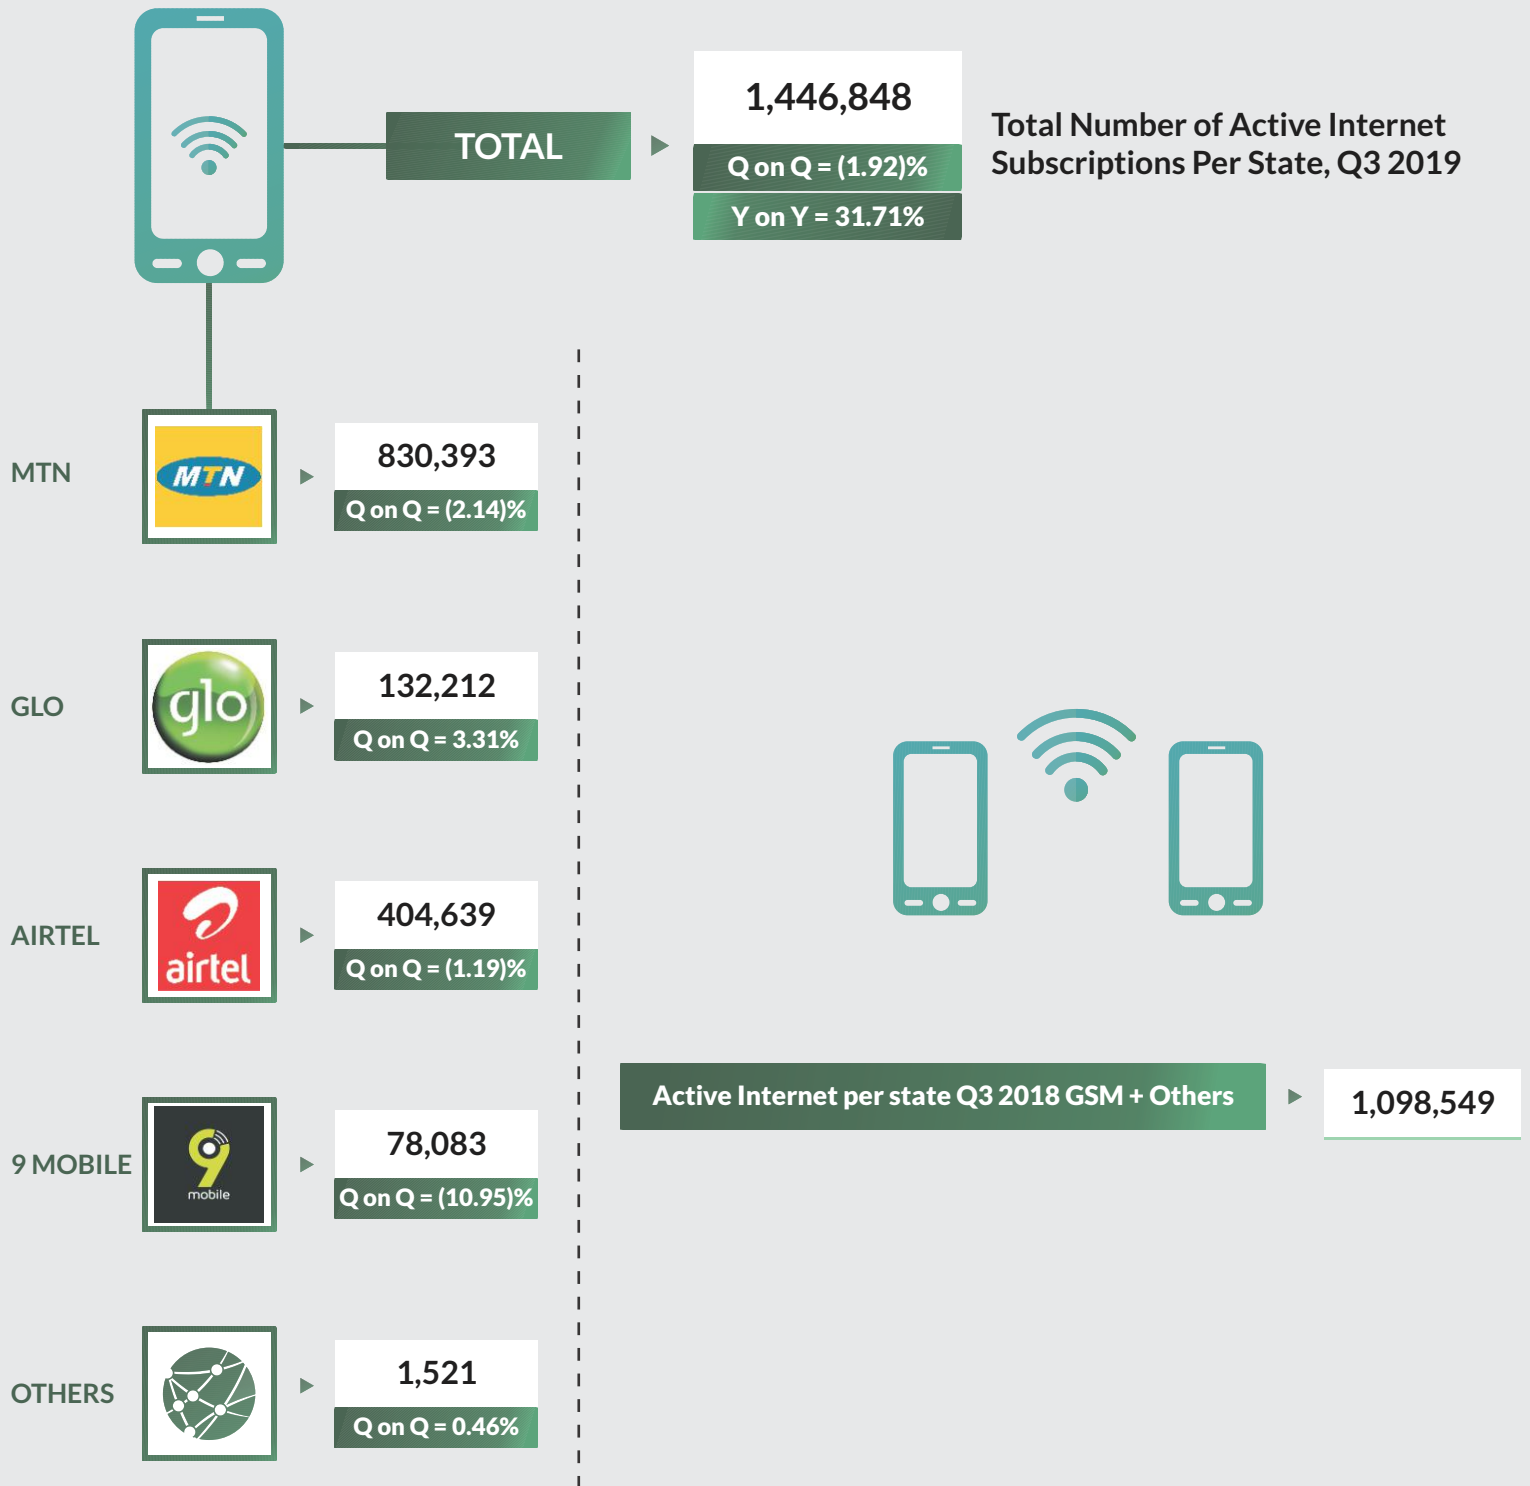 TOTAL
1,446,848
Q on Q = (1.92)%
Y on Y = 31.71%
Total Number of Active Internet
Subscriptions Per State, Q3 2019
MTN
MTN
830,393
Q on Q = (2.14)%
GLO
glo
132,212
Q on Q = 3.31%
AIRTEL
airtel
404,639
Q on Q = (1.19)%
9 MOBILE
9
mobile
78,083
Q on Q = (10.95)%
OTHERS
1,521
Q on Q = 0.46%
Active Internet per state Q3 2018 GSM + Others
1,098,549